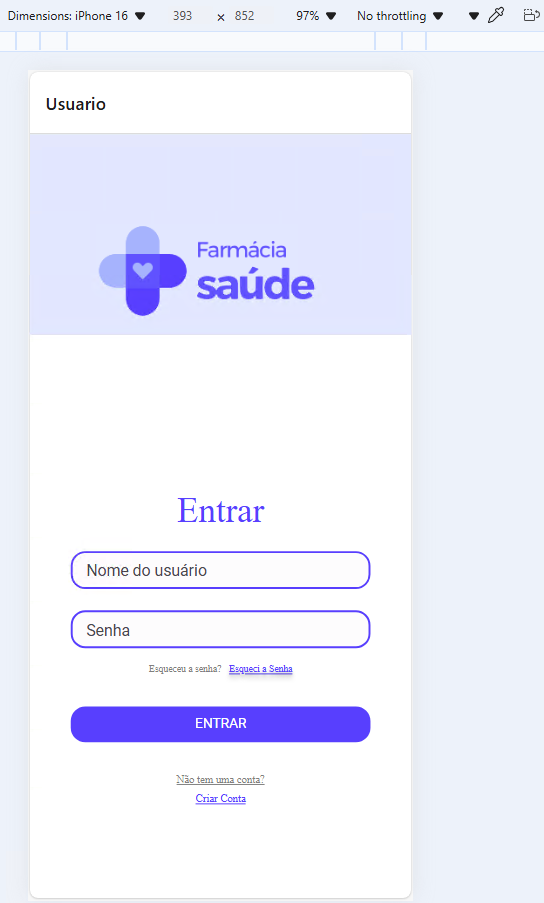 Dimensions: iPhone 16 393 × 852 97% No throttling
Usuario
Farmácia
saúde
Entrar
Nome do usuário
Senha
Esqueceu a senha? Esqueci a Senha
ENTRAR
Não tem uma conta?
Criar Conta